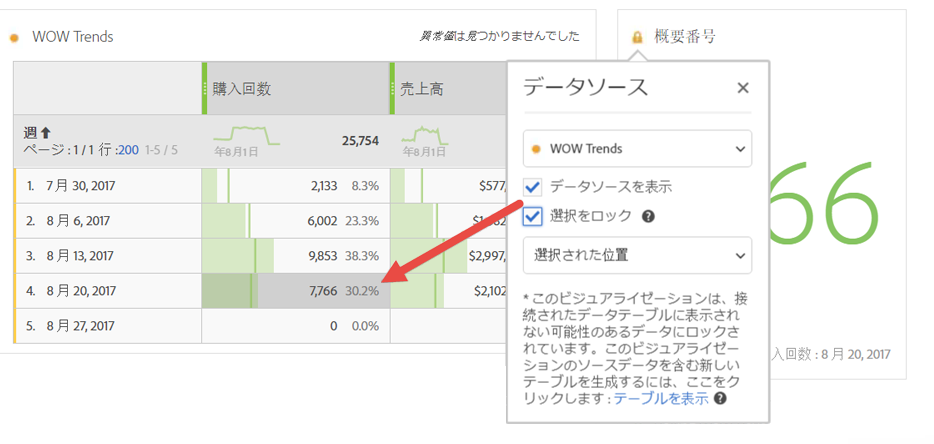 WOW Trends
異常値は見つかりませんでした
購入回数
売上高
週
ページ : 1 / 1 行 : 200 1-5 / 5
年8月1日
25,754
年8月1日
1. 7 月 30, 2017 2,133 8.3% $577,
2. 8 月 6, 2017 6,002 23.3%
3. 8 月 13, 2017 9,853 38.3% $2,997,
4. 8 月 20, 2017 7,766 30.2% $2,102
5. 8 月 27, 2017 0 0.0%
概要番号
データソース
WOW Trends
データソースを表示
選択をロック
選択された位置
* このビジュアライゼーションは、接
続されたデータテーブルに表示され
ない可能性のあるデータにロックさ
れています。このビジュアライゼー
ションのソースデータを含む新しい
テーブルを生成するには、ここをク
リックします : テーブルを表示
66
入回数 : 8 月 20, 2017